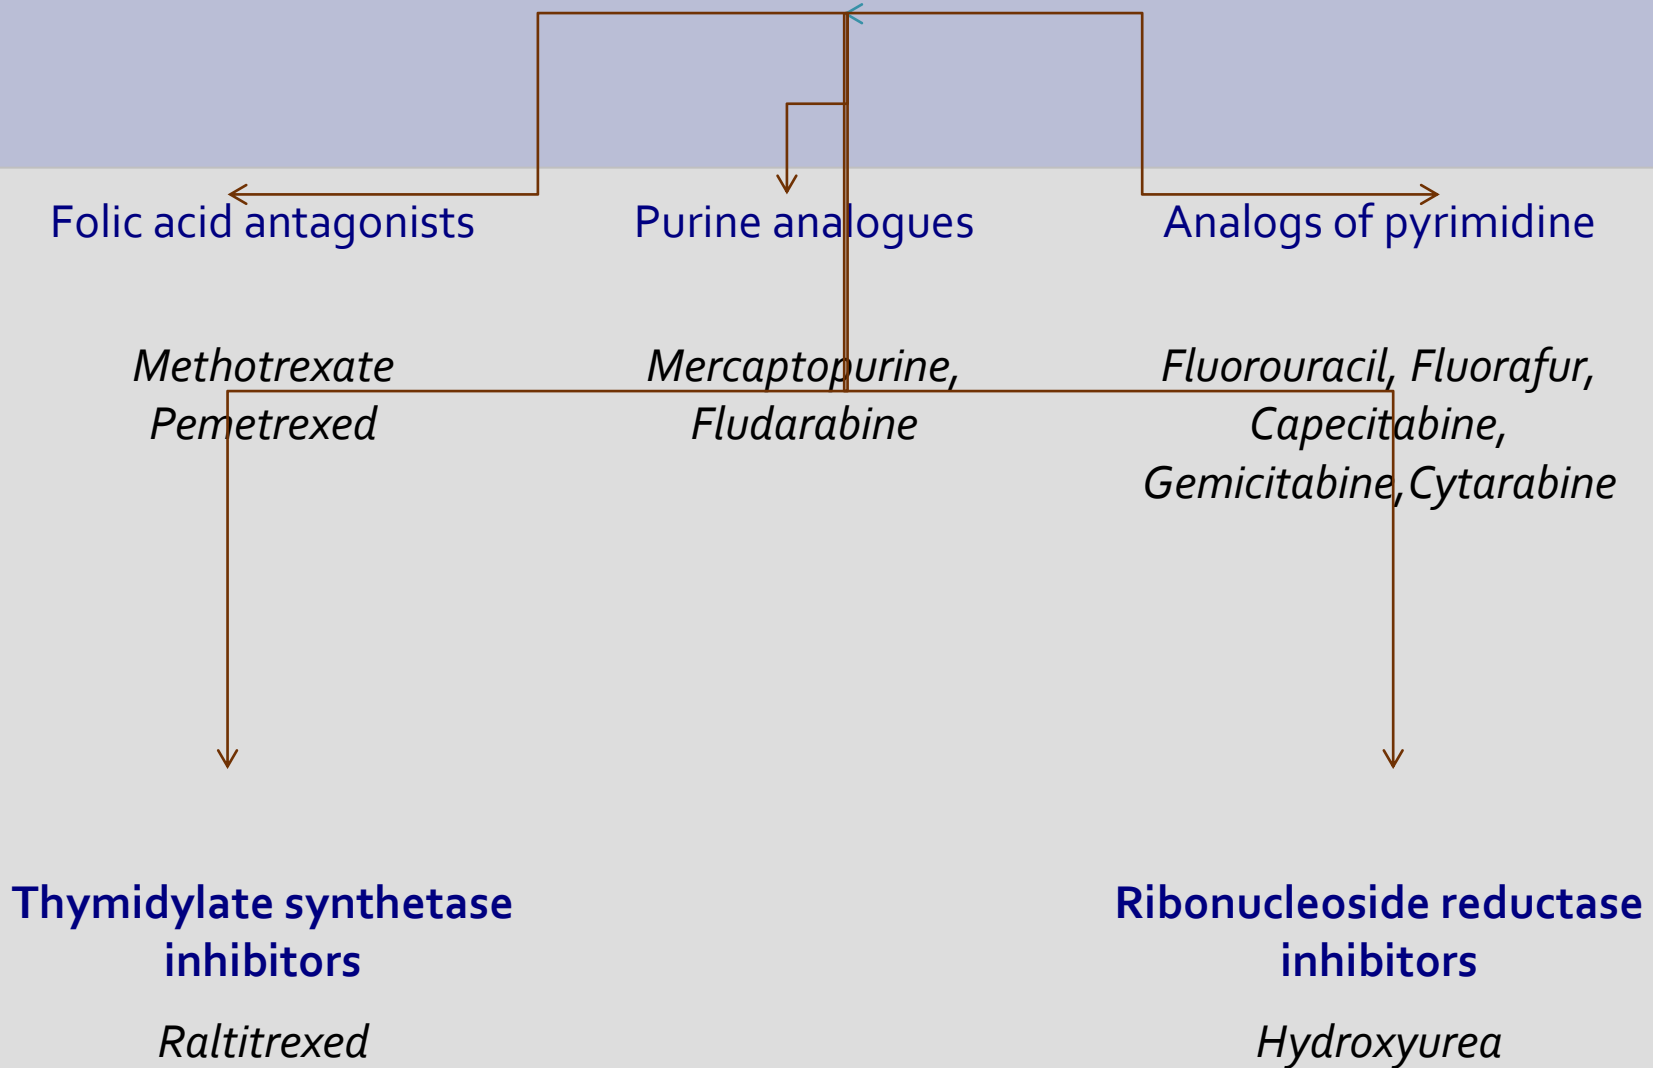 Folic acid antagonists
Purine analogues
Analogs of pyrimidine
Methotrexate
Pemetrexed
Mercaptopurine,
Fludarabine
Fluorouracil, Fluorafur,
Capecitabine,
Gemicitabine,Cytarabine
Thymidylate synthetase
inhibitors
Raltitrexed
Ribonucleoside reductase
inhibitors
Hydroxyurea